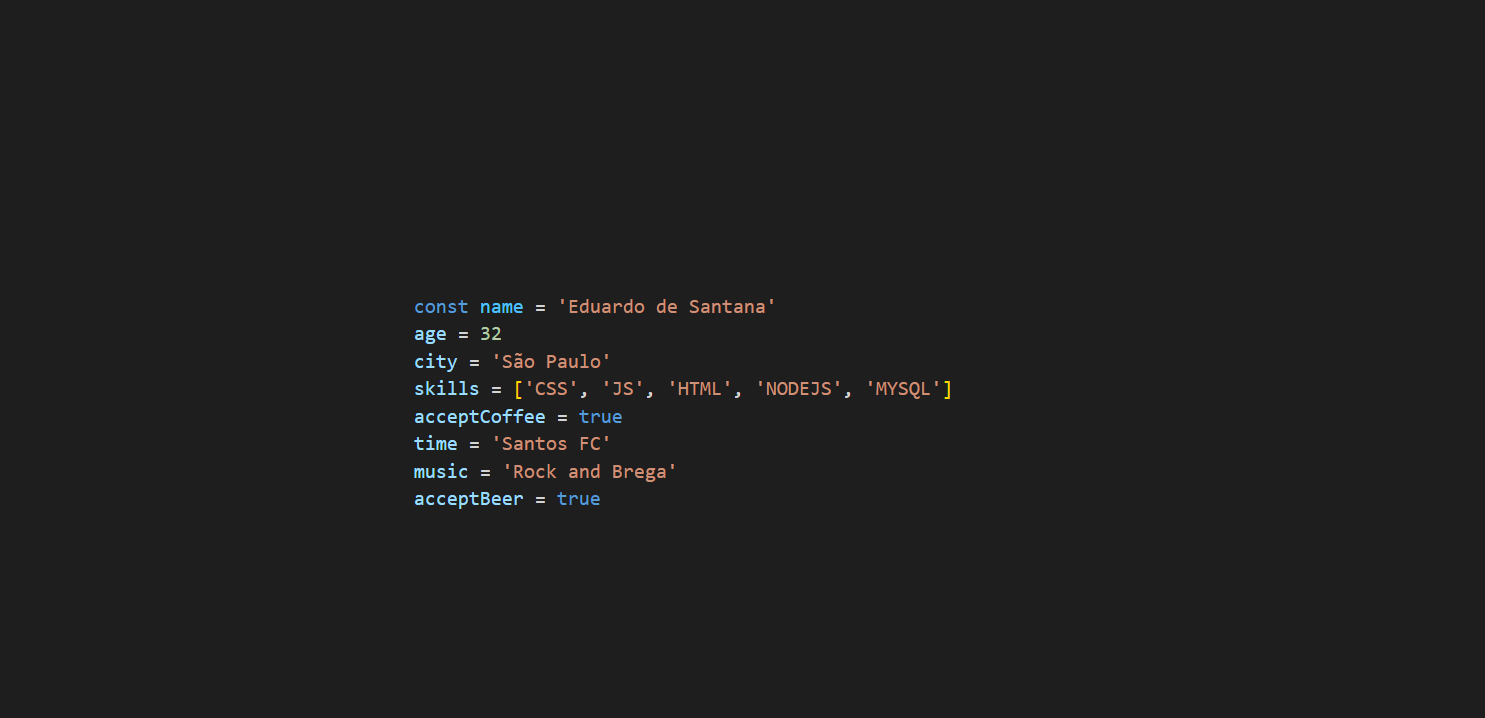 const name = 'Eduardo de Santana'
age = 32
city = 'São Paulo'
skills = ['CSS', 'JS', 'HTML', 'NODEJS', 'MYSQL']
acceptCoffee = true
time = 'Santos FC'
music = 'Rock and Brega'
acceptBeer = true